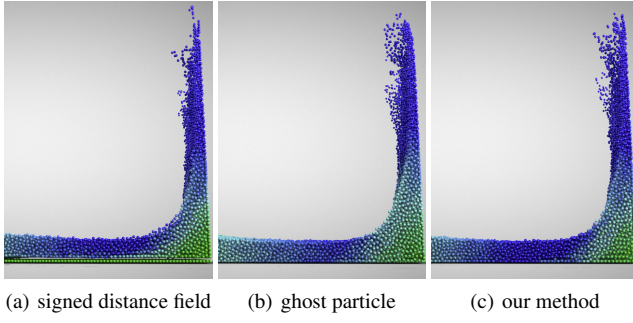 (a) signed distance field
(b) ghost particle
(c) our method